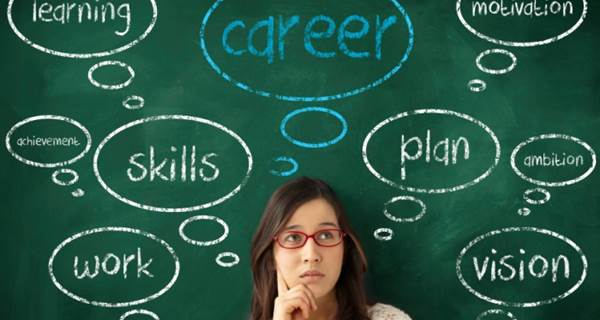 learning
career
motivation
achievement
skills
plan
ambition
work
vision